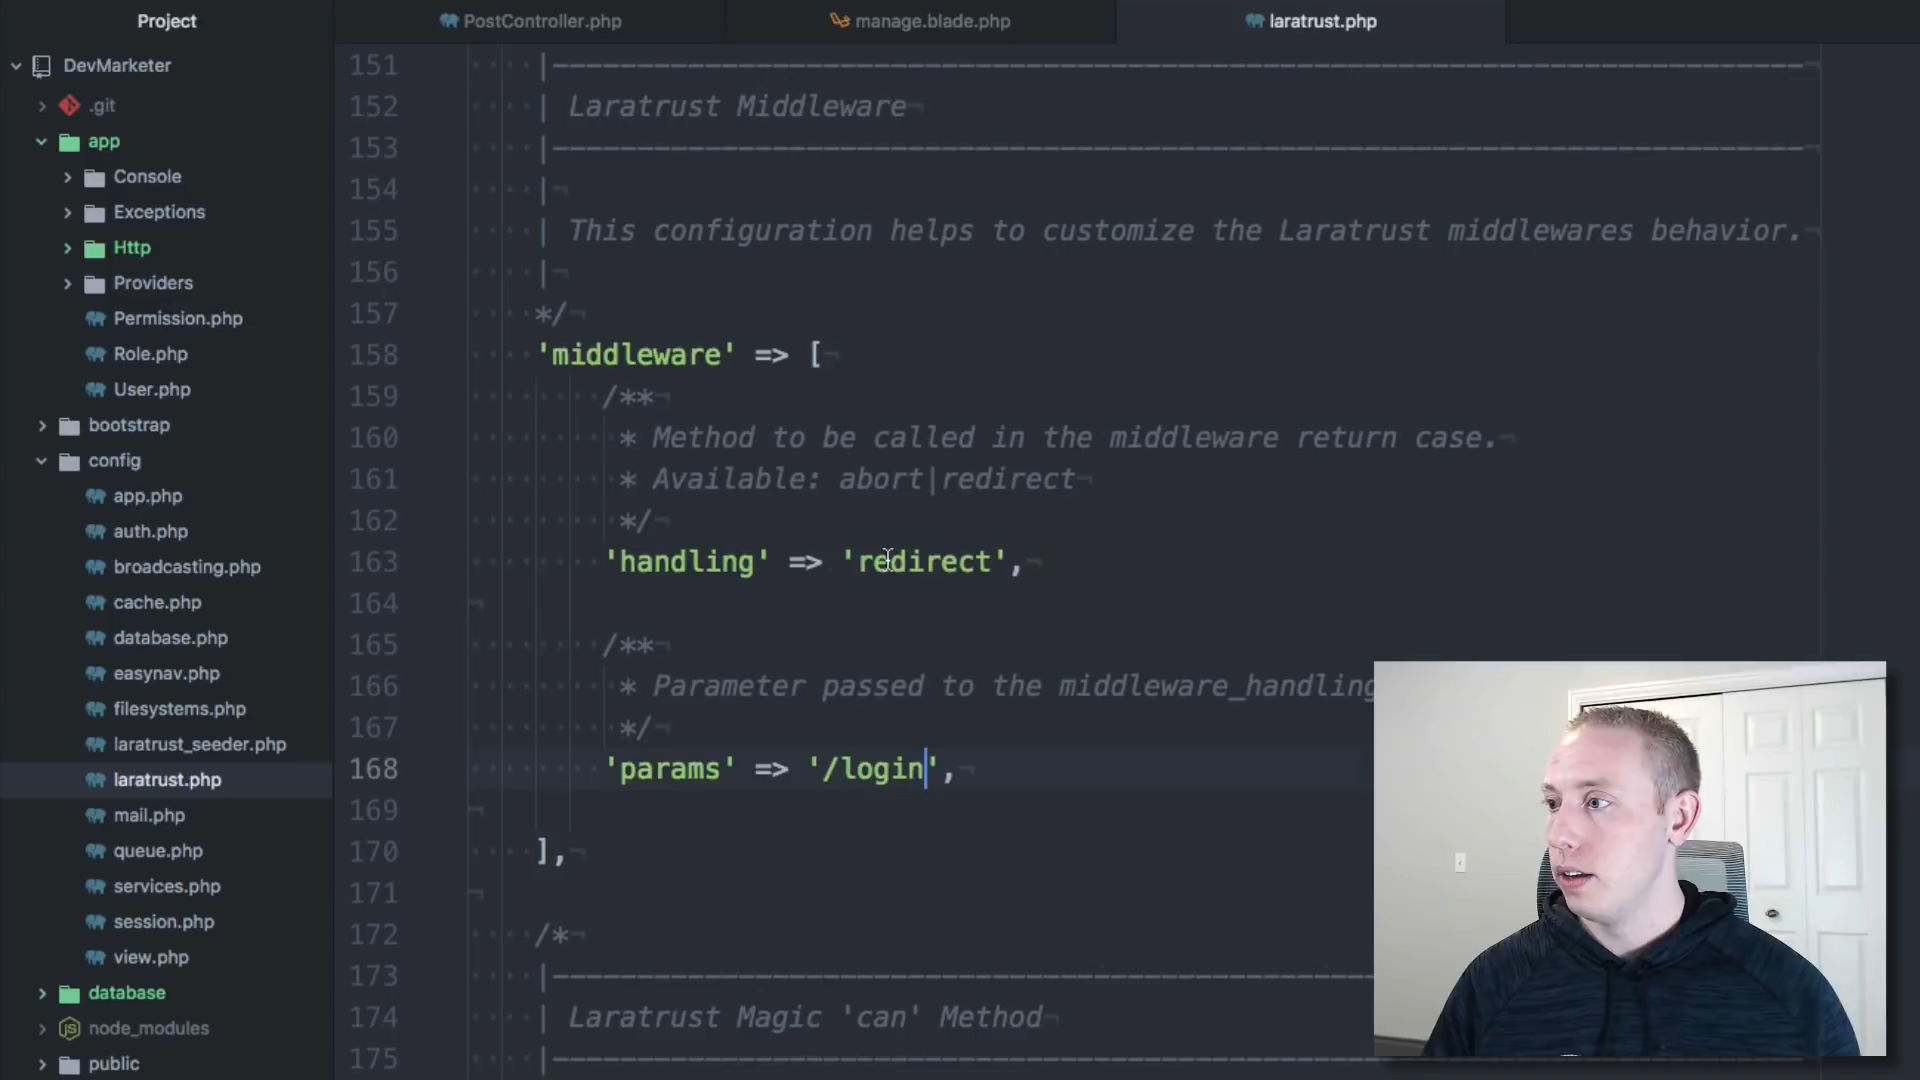 Project
PostController.php
manage.blade.php
laratrust.php
DevMarketer
.git
app
Console
Exceptions
Http
Providers
Permission.php
Role.php
User.php
bootstrap
config
app.php
auth.php
broadcasting.php
cache.php
database.php
easynav.php
filesystems.php
laratrust_seeder.php
laratrust.php
mail.php
queue.php
services.php
session.php
view.php
database
node_modules
public
151 |--------------------------------------------------------------------------
152 | Laratrust Middleware
153 |--------------------------------------------------------------------------
154 |
155 | This configuration helps to customize the Laratrust middlewares behavior.
156 |
157 */
158 'middleware' => [
159 /**
160 * Method to be called in the middleware return case.
161 * Available: abort|redirect
162 */
163 'handling' => 'redirect',
164
165 /**
166 * Parameter passed to the middleware_handling
167 */
168 'params' => '/login',
169
170 ],
171
172 /*
173 |--------------------------------------------------------------------------
174 | Laratrust Magic 'can' Method
175 |--------------------------------------------------------------------------